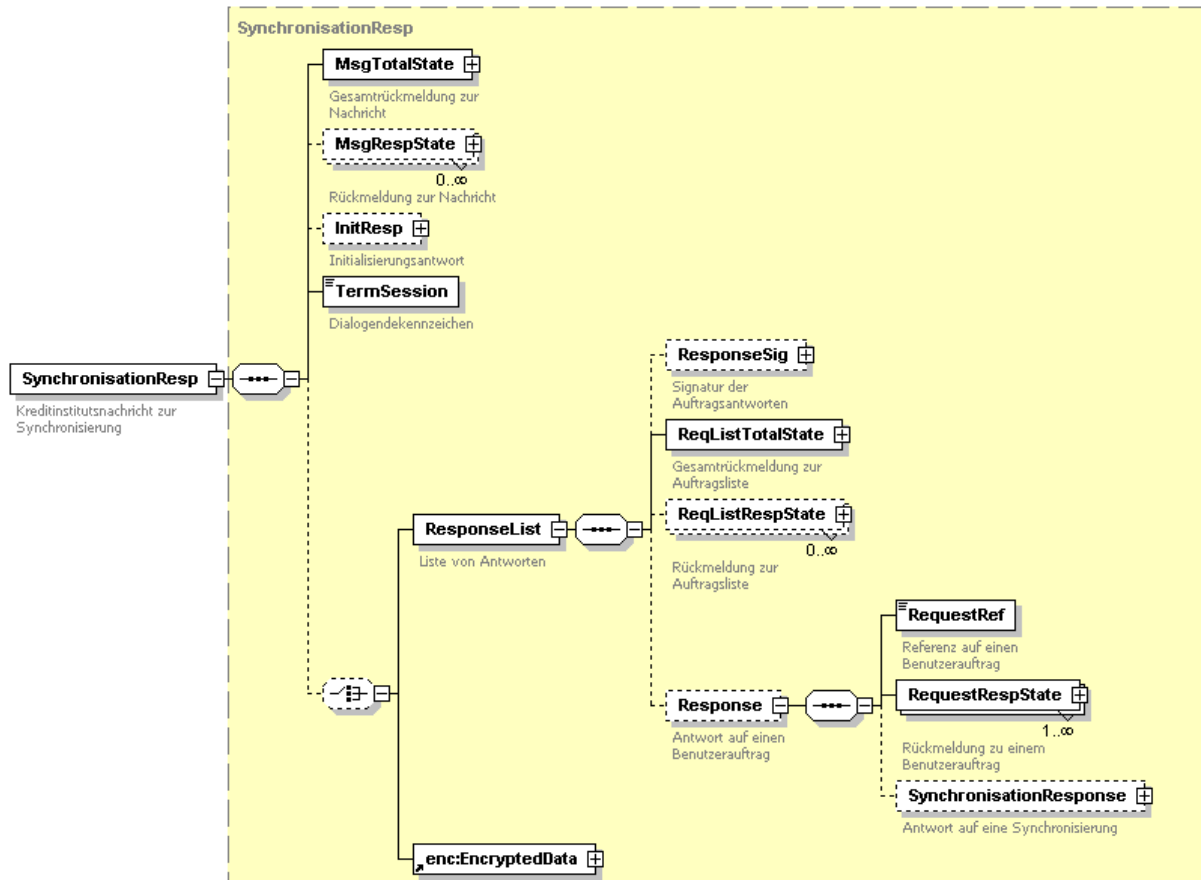 SynchronisationResp
MsgTotalState
Gesamtrückmeldung zur
Nachricht
MsgRespState
0..∞
Rückmeldung zur Nachricht
InitResp
Initialisierungsantwort
TermSession
Dialogendekennzeichen
SynchronisationResp
Kreditinstitutsnachricht zur
Synchronisierung
ResponseSig
Signatur der
Auftragsantworten
ReqListTotalState
Gesamtrückmeldung zur
Auftragsliste
ReqListRespState
0..∞
Rückmeldung zur
Auftragsliste
ResponseList
Liste von Antworten
RequestRef
Referenz auf einen
Benutzerauftrag
RequestRespState
1..∞
Rückmeldung zu einem
Benutzerauftrag
Response
Antwort auf einen
Benutzerauftrag
SynchronisationResponse
Antwort auf eine Synchronisierung
enc:EncryptedData